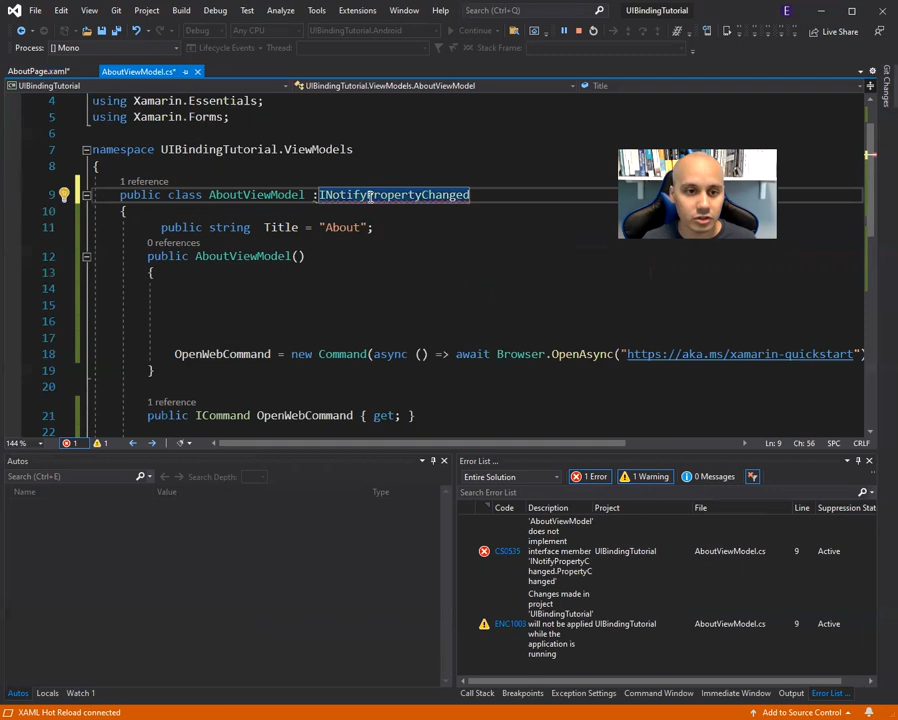 File Edit View Git Project Build Debug Test Analyze Tools Extensions Window Help Search (Ctrl+Q) UIBindingTutorial E
Debug Any CPU UIBindingTutorial.Android Continue Live Share
Process: [] Mono Lifecycle Events Thread: Stack Frame:
AboutPage.xaml* AboutViewModel.cs*
UIBindingTutorial UIBindingTutorial.ViewModels.AboutViewModel Title
Git Changes
4 using Xamarin.Essentials;
5 using Xamarin.Forms;
6
7 namespace UIBindingTutorial.ViewModels
8 {
1 reference
9 public class AboutViewModel :INotifyPropertyChanged
10 {
11 public string Title = "About";
0 references
12 public AboutViewModel()
13 {
14
15
16
17
18 OpenWebCommand = new Command(async () => await Browser.OpenAsync("https://aka.ms/xamarin-quickstart")
19 }
20
1 reference
21 public ICommand OpenWebCommand { get; }
22
144 % 1 1 Ln: 9 Ch: 56 SPC CRLF
Autos
Search (Ctrl+E) Search Depth:
Name Value Type
Error List ...
Entire Solution 1 Error 1 Warning 0 Messages
Search Error List
Code Description Project File Line Suppression Stat
CS0535 'AboutViewModel' does not implement interface member 'INotifyPropertyC hanged.PropertyC hanged' UIBindingTutorial AboutViewModel.cs 9 Active
ENC1003 Changes made in project 'UIBindingTutorial' will not be applied while the application is running UIBindingTutorial AboutViewModel.cs 9 Active
Autos Locals Watch 1
Call Stack Breakpoints Exception Settings Command Window Immediate Window Output Error List ...
XAML Hot Reload connected Add to Source Control